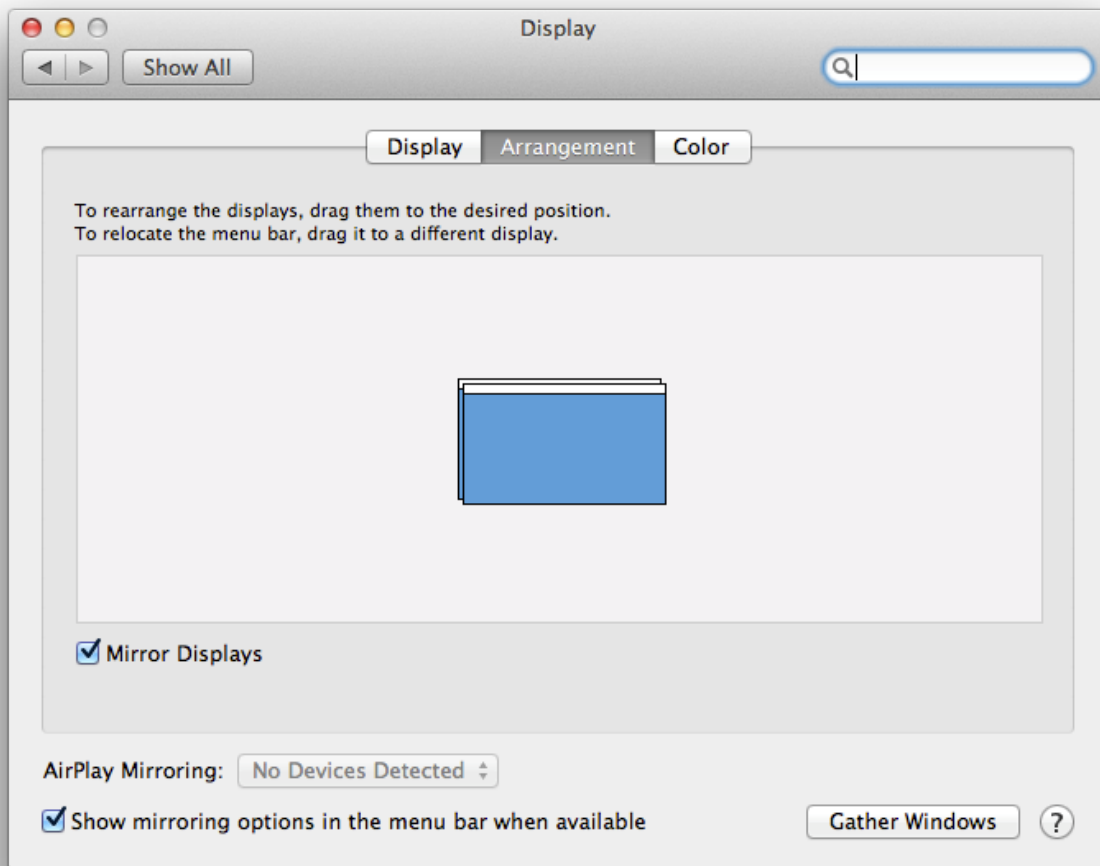 Display
Show All
Display Arrangement Color
To rearrange the displays, drag them to the desired position.
To relocate the menu bar, drag it to a different display.
Mirror Displays
AirPlay Mirroring: No Devices Detected
Show mirroring options in the menu bar when available Gather Windows ?